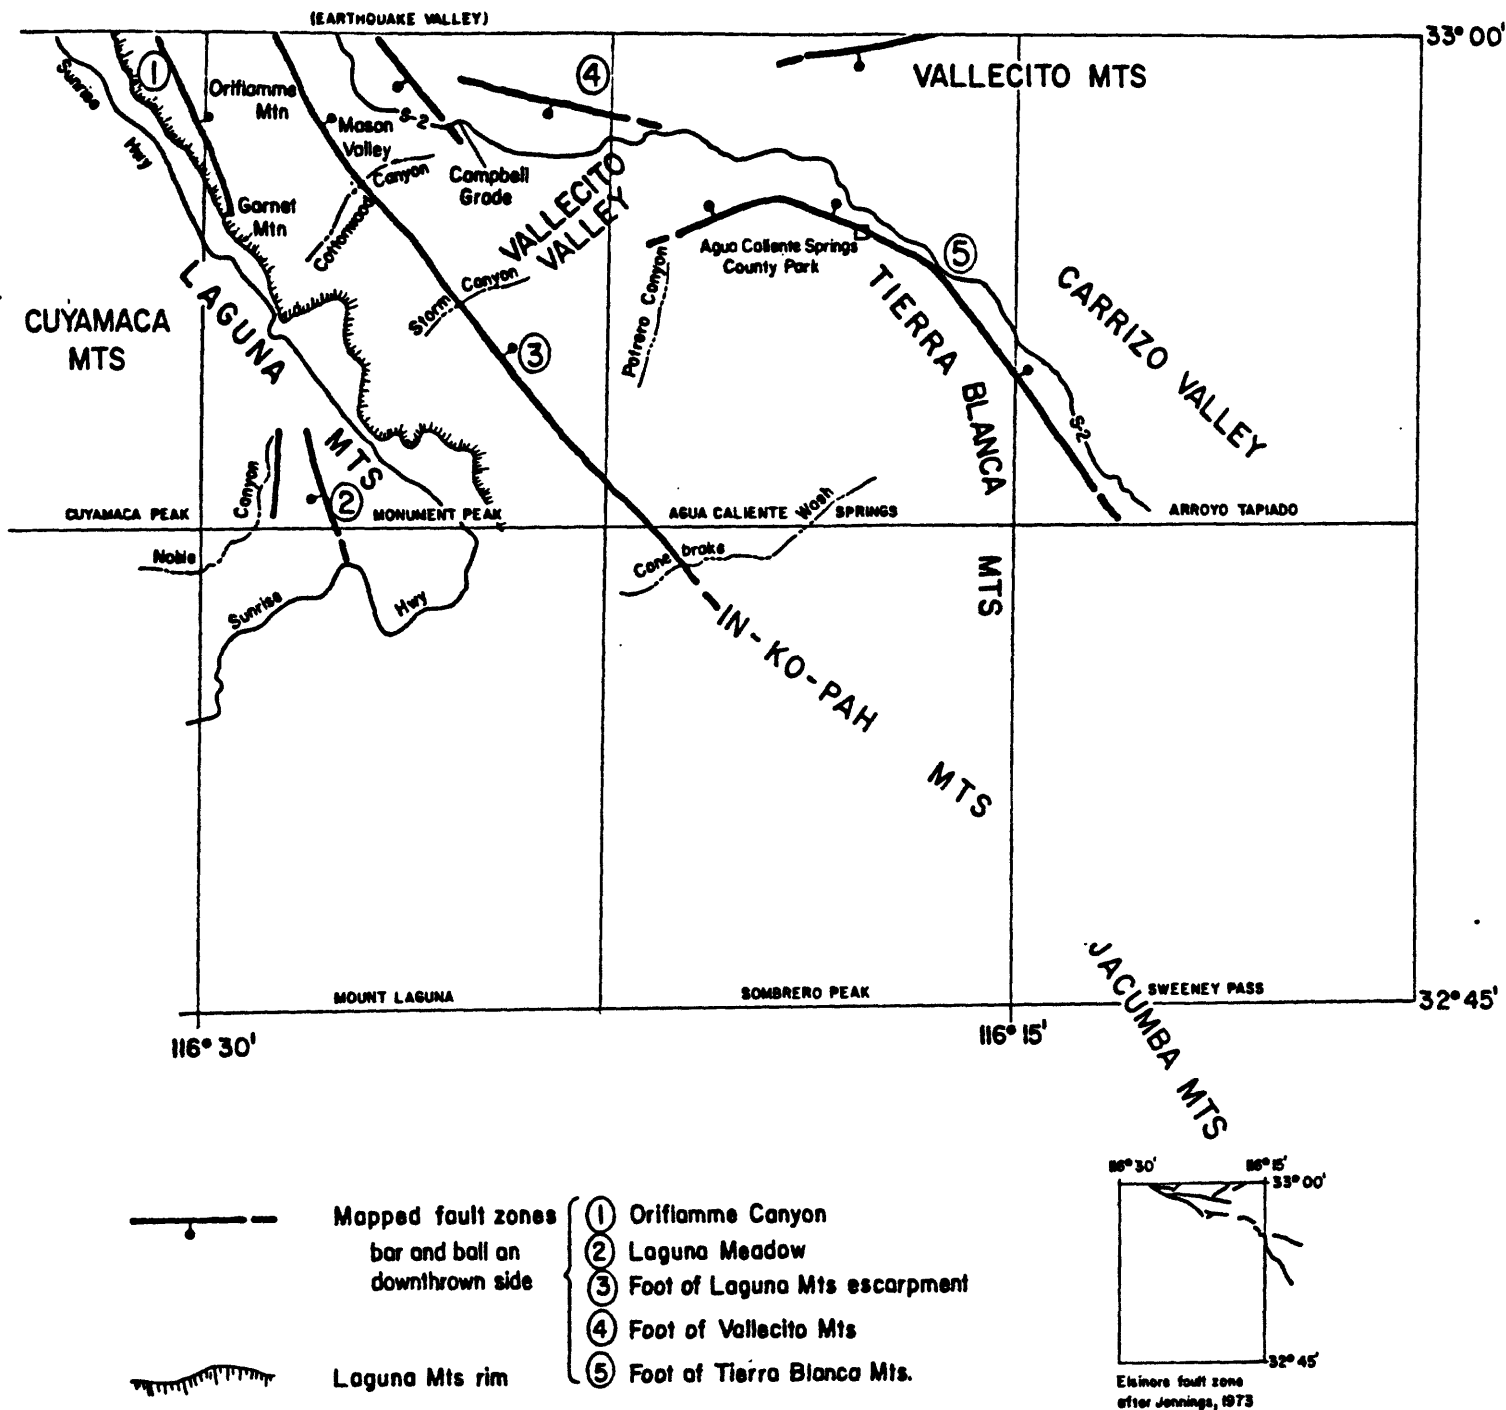 (EARTHQUAKE VALLEY)
33° 00'
1
Sunrise
Hwy
Oriflamme
Mtn
Mason
Valley
S-2
4
VALLECITO MTS
Canyon
Cottonwood
Campbell
Grade
VALLECITO
VALLEY
Garnet
Mtn
Agua Caliente Springs
County Park
5
CUYAMACA
MTS
LAGUNA
MTS
Storm Canyon
3
Potrero Canyon
TIERRA BLANCA
MTS
CARRIZO VALLEY
S-2
Canyon
Noble
2
CUYAMACA PEAK
MONUMENT PEAK
AGUA CALIENTE SPRINGS
ARROYO TAPIADO
Wash
Cane brake
Sunrise
Hwy
IN-KO-PAH
MTS
MOUNT LAGUNA
SOMBRERO PEAK
SWEENEY PASS
32° 45'
116° 30'
116° 15'
JACUMBA MTS
Mapped fault zones
bar and ball on
downthrown side
1 Oriflamme Canyon
2 Laguna Meadow
3 Foot of Laguna Mts escarpment
4 Foot of Vallecito Mts
5 Foot of Tierra Blanca Mts.
Laguna Mts rim
116° 30'
116° 15'
33° 00'
32° 45'
Elsinore fault zone
after Jennings, 1973